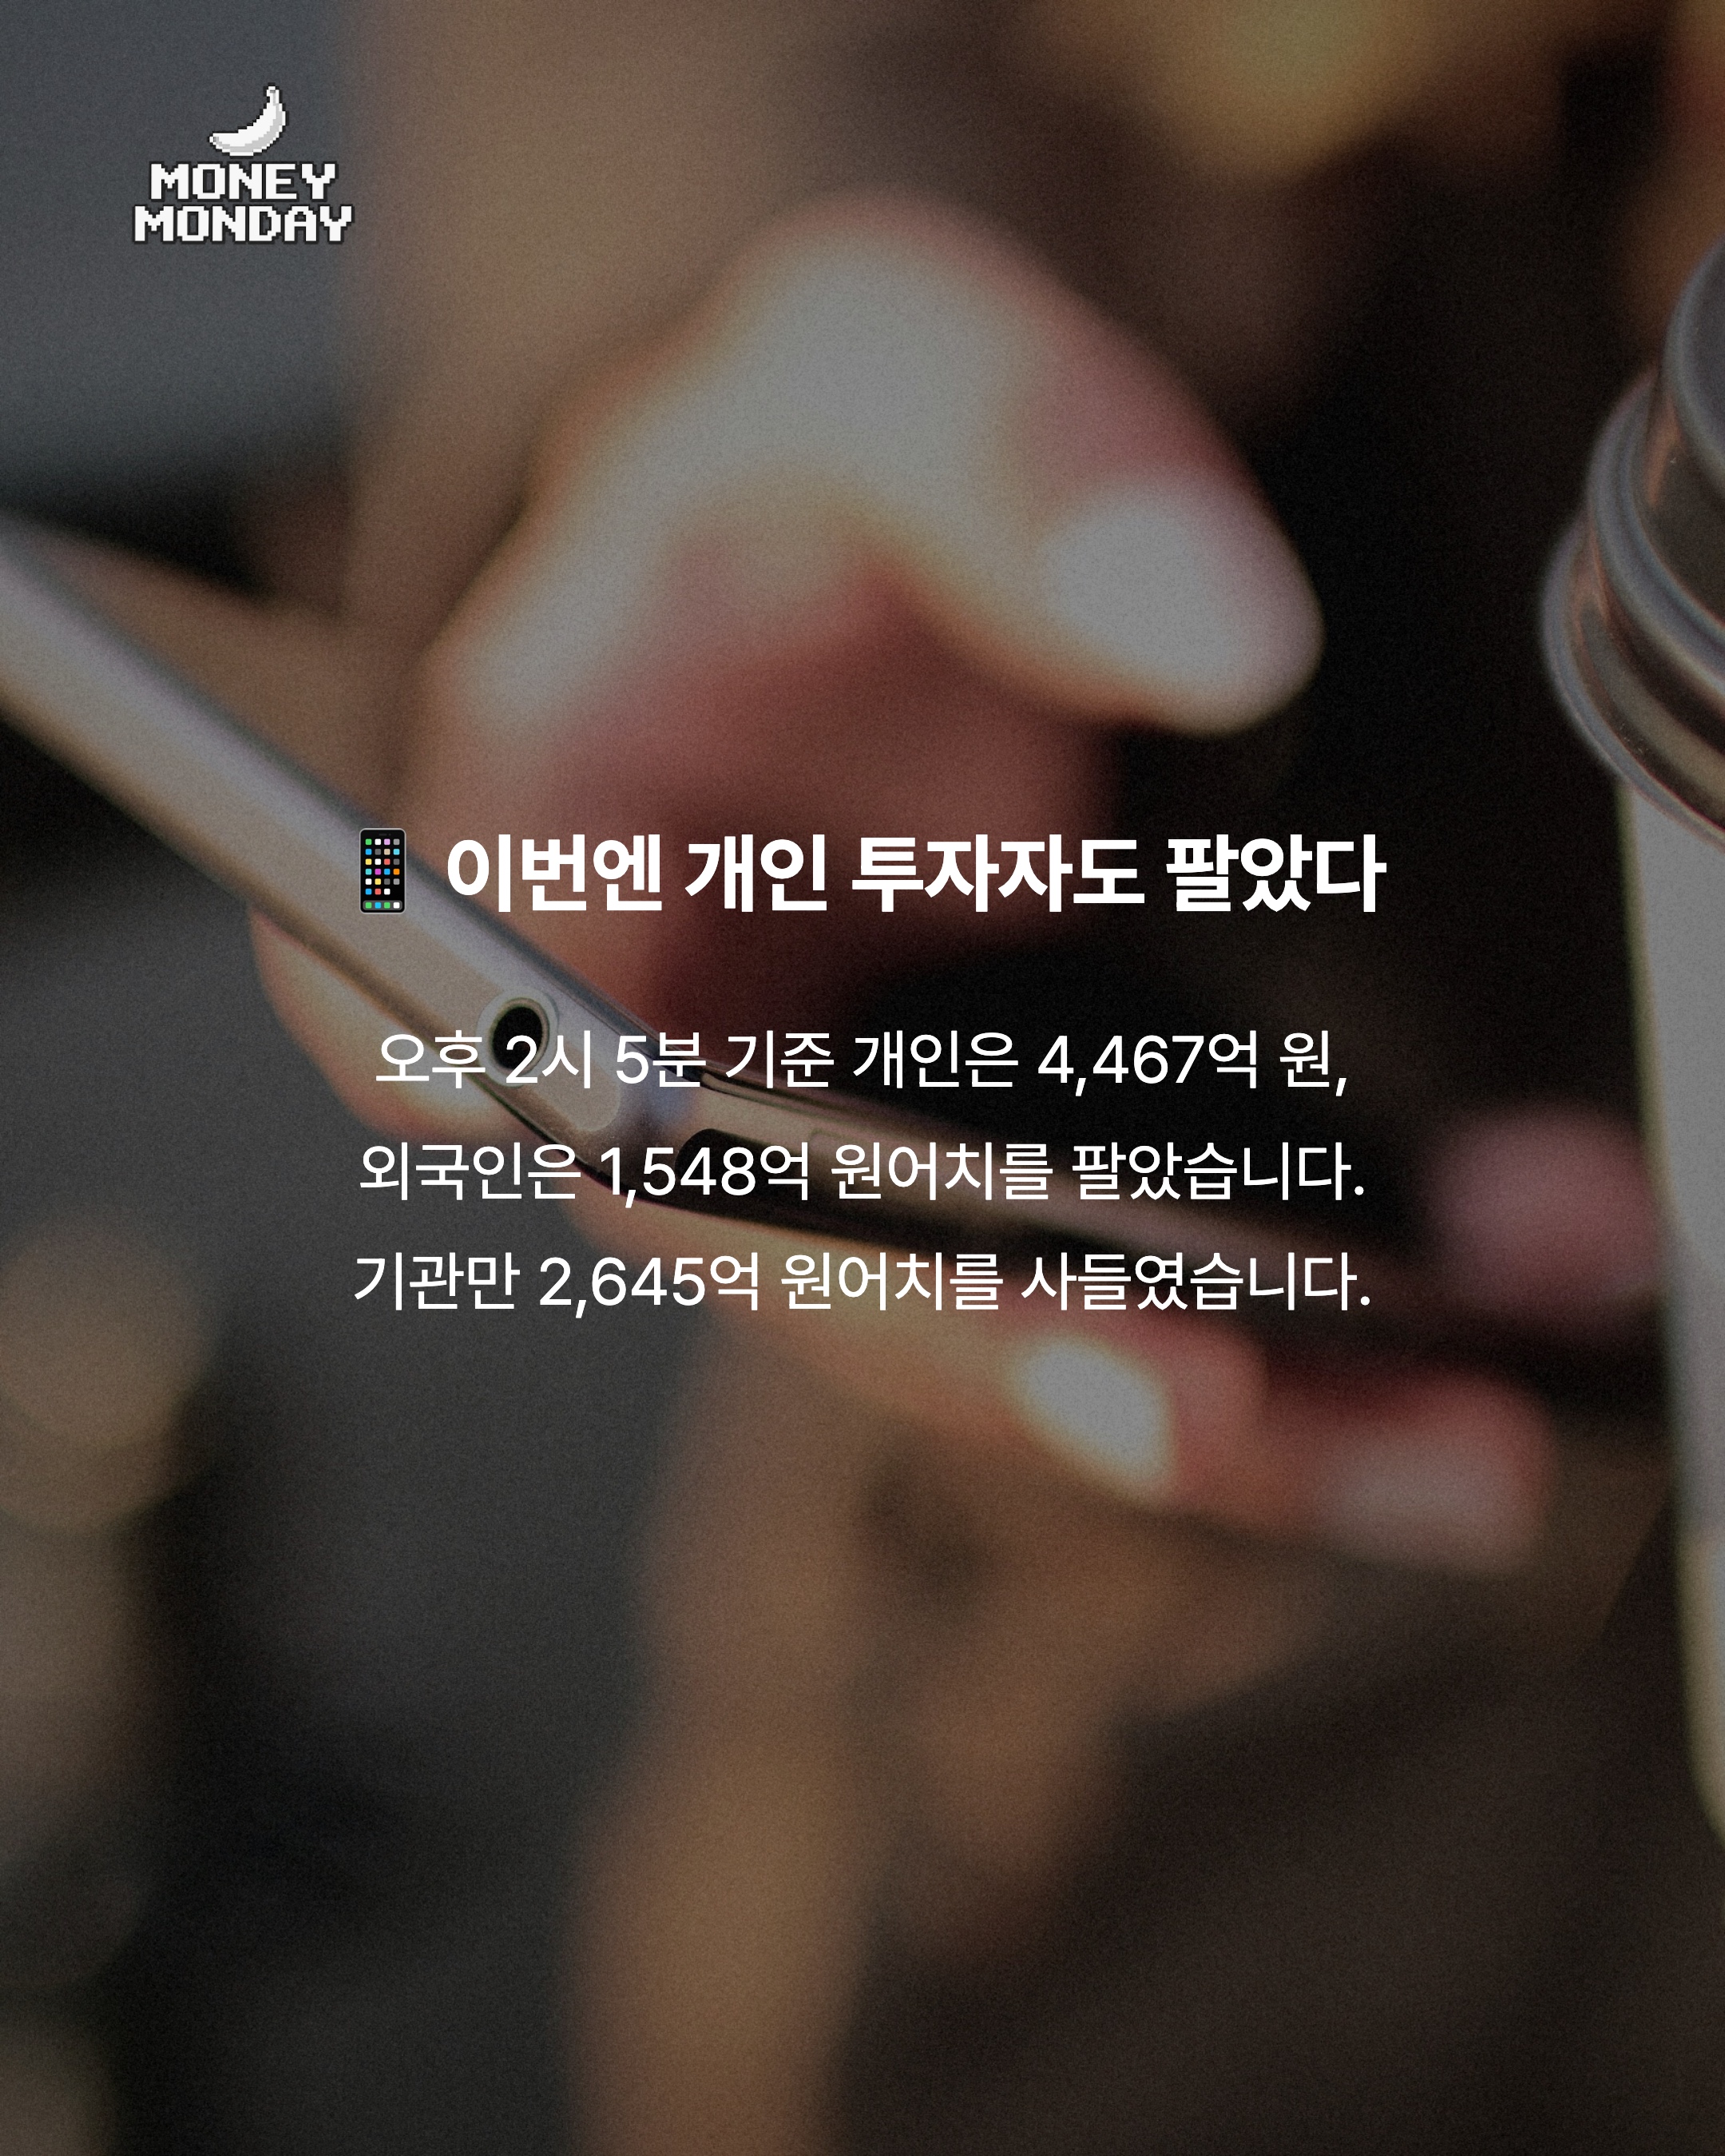 MONEY
MONDAY
📱 이번엔 개인 투자자도 팔았다
오후 2시 5분 기준 개인은 4,467억 원,
외국인은 1,548억 원어치를 팔았습니다.
기관만 2,645억 원어치를 사들였습니다.